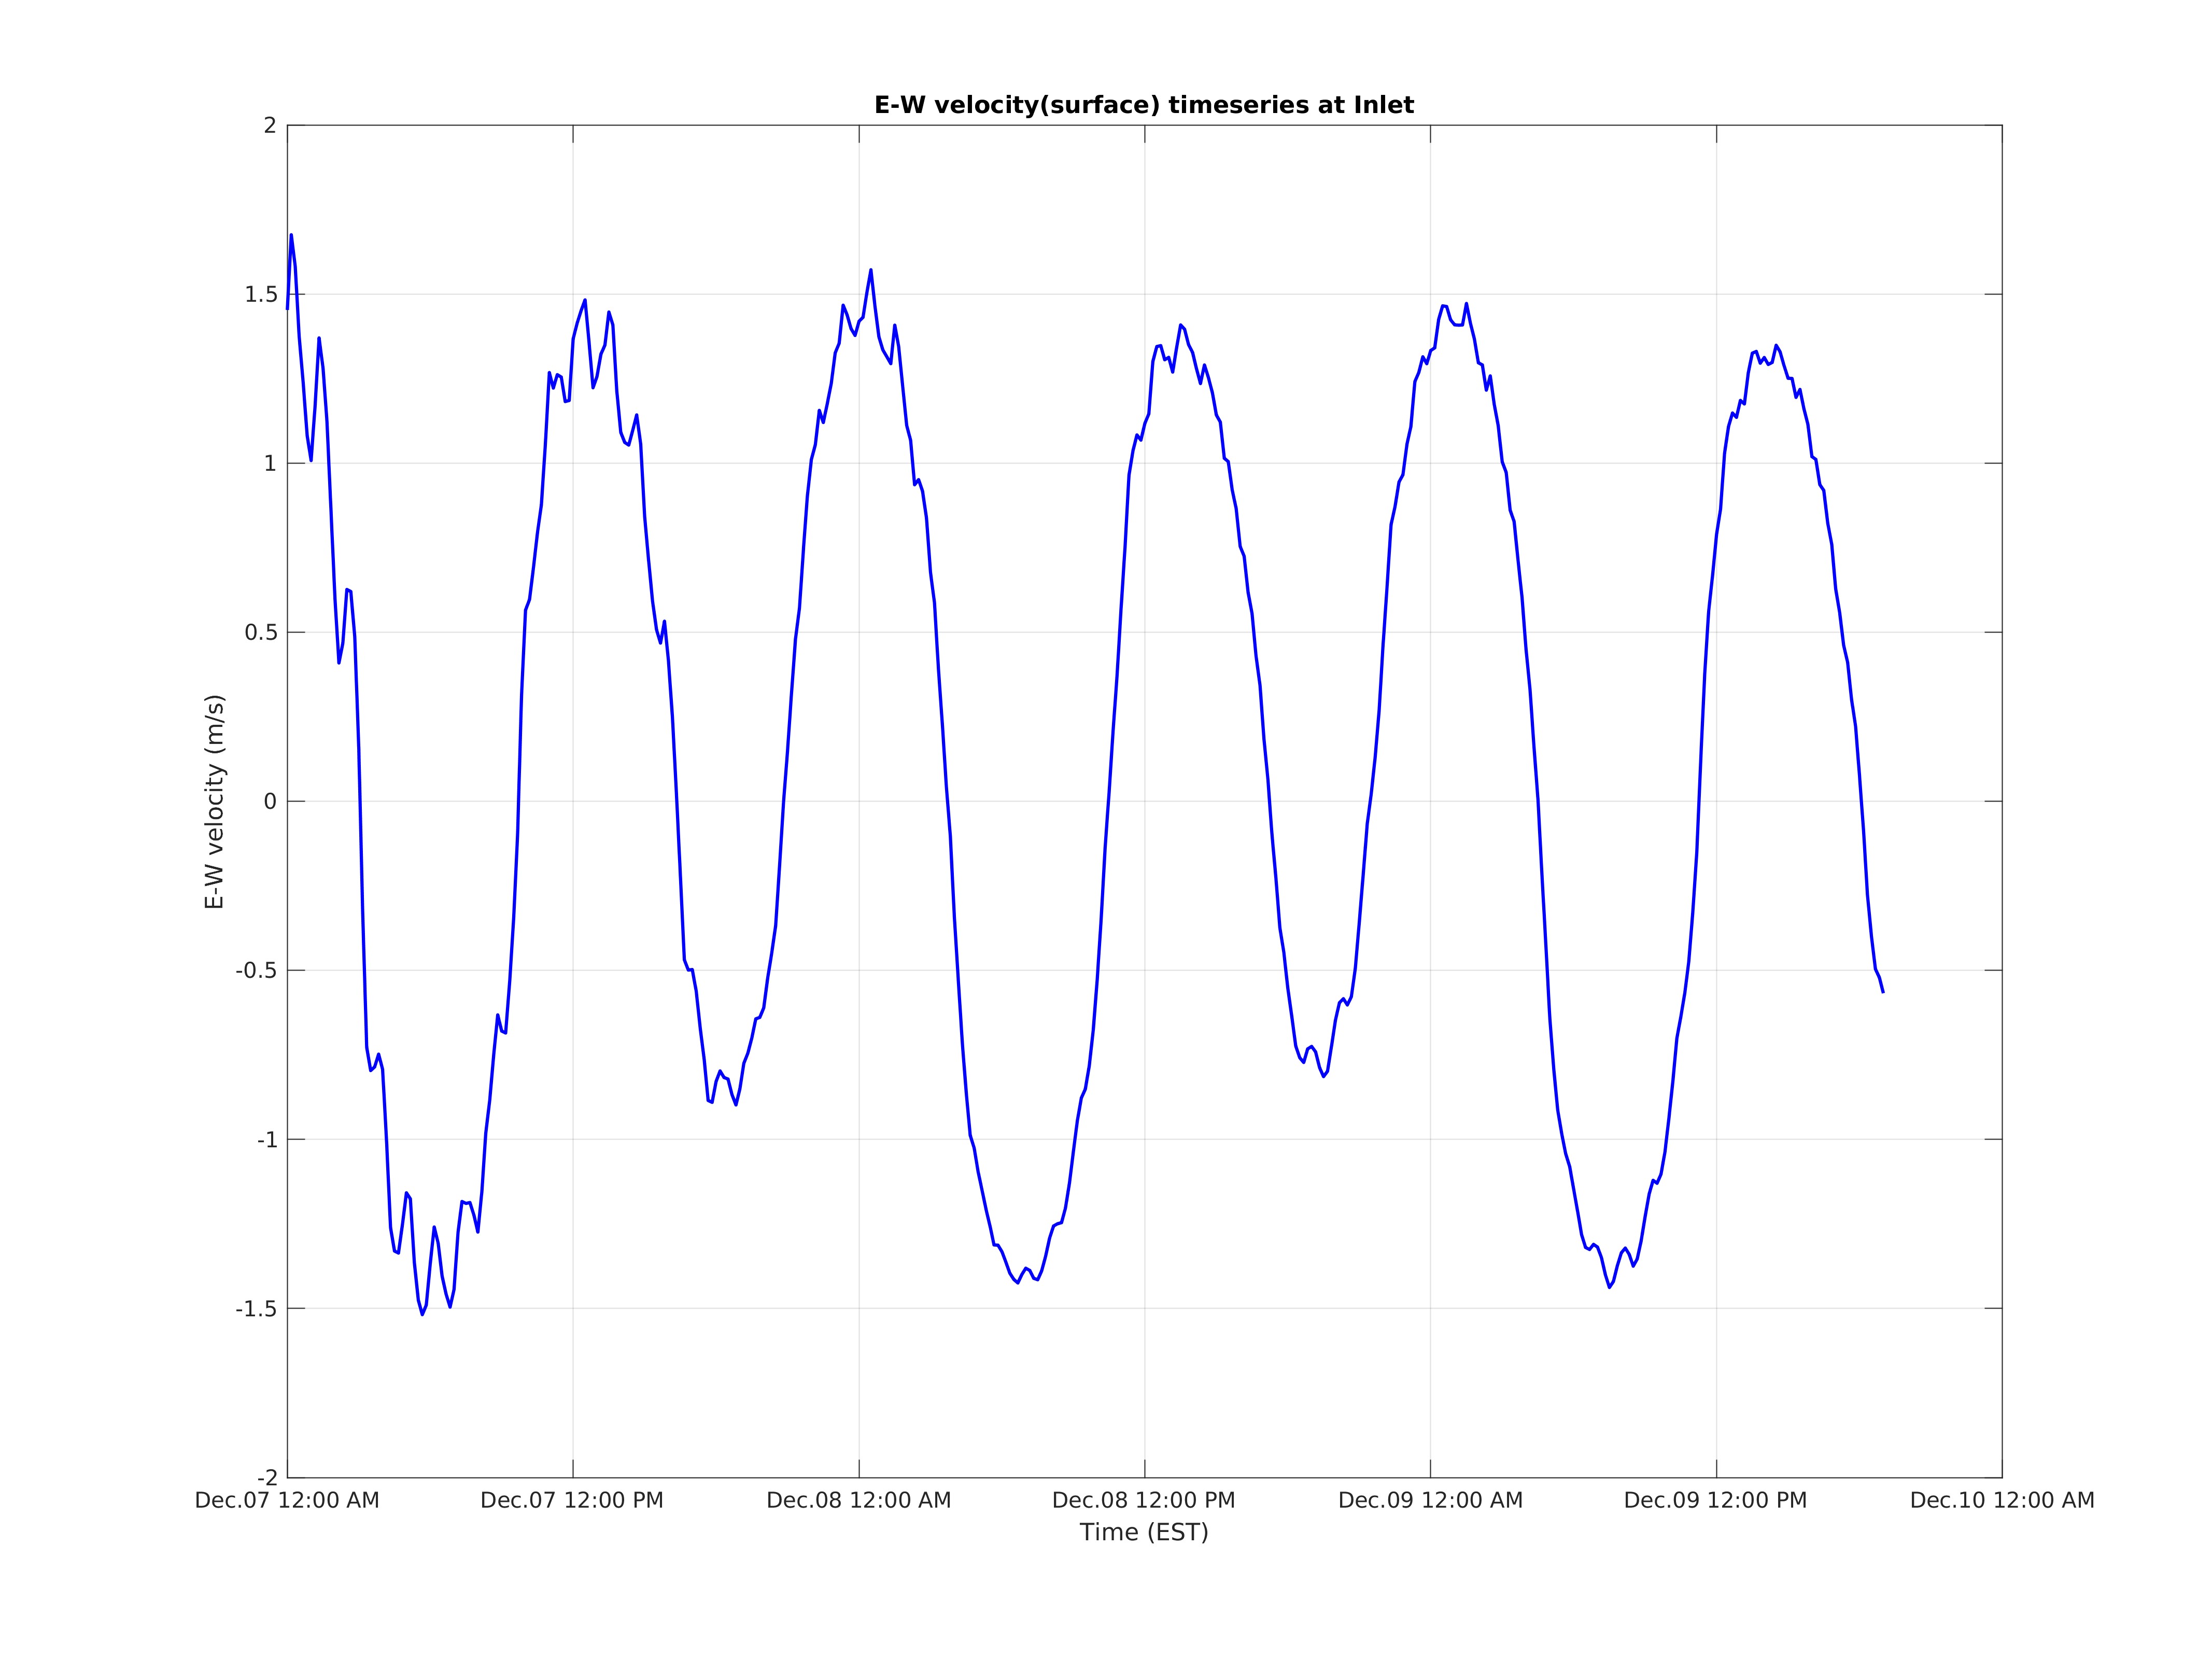 E-W velocity(surface) timeseries at Inlet
2
1.5
1
0.5
0
-0.5
-1
-1.5
-2
E-W velocity (m/s)
Dec.07 12:00 AM
Dec.07 12:00 PM
Dec.08 12:00 AM
Dec.08 12:00 PM
Dec.09 12:00 AM
Dec.09 12:00 PM
Dec.10 12:00 AM
Time (EST)